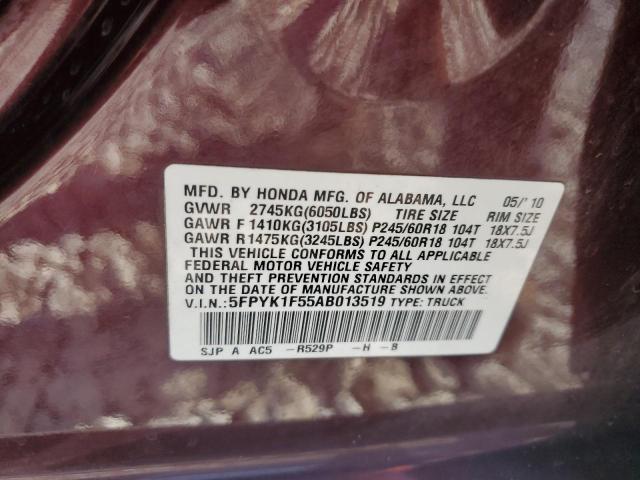 MFD. BY HONDA MFG. OF ALABAMA, LLC 05/'10
GVWR 2745KG(6050LBS) TIRE SIZE RIM SIZE
GAWR F 1410KG(3105LBS) P245/60R18 104T 18X7.5J
GAWR R 1475KG(3245LBS) P245/60R18 104T 18X7.5J
THIS VEHICLE CONFORMS TO ALL APPLICABLE
FEDERAL MOTOR VEHICLE SAFETY
AND THEFT PREVENTION STANDARDS IN EFFECT
ON THE DATE OF MANUFACTURE SHOWN ABOVE.
V.I.N.: 5FPYK1F55AB013519 TYPE: TRUCK
SJP A AC5 -R529P -H -B